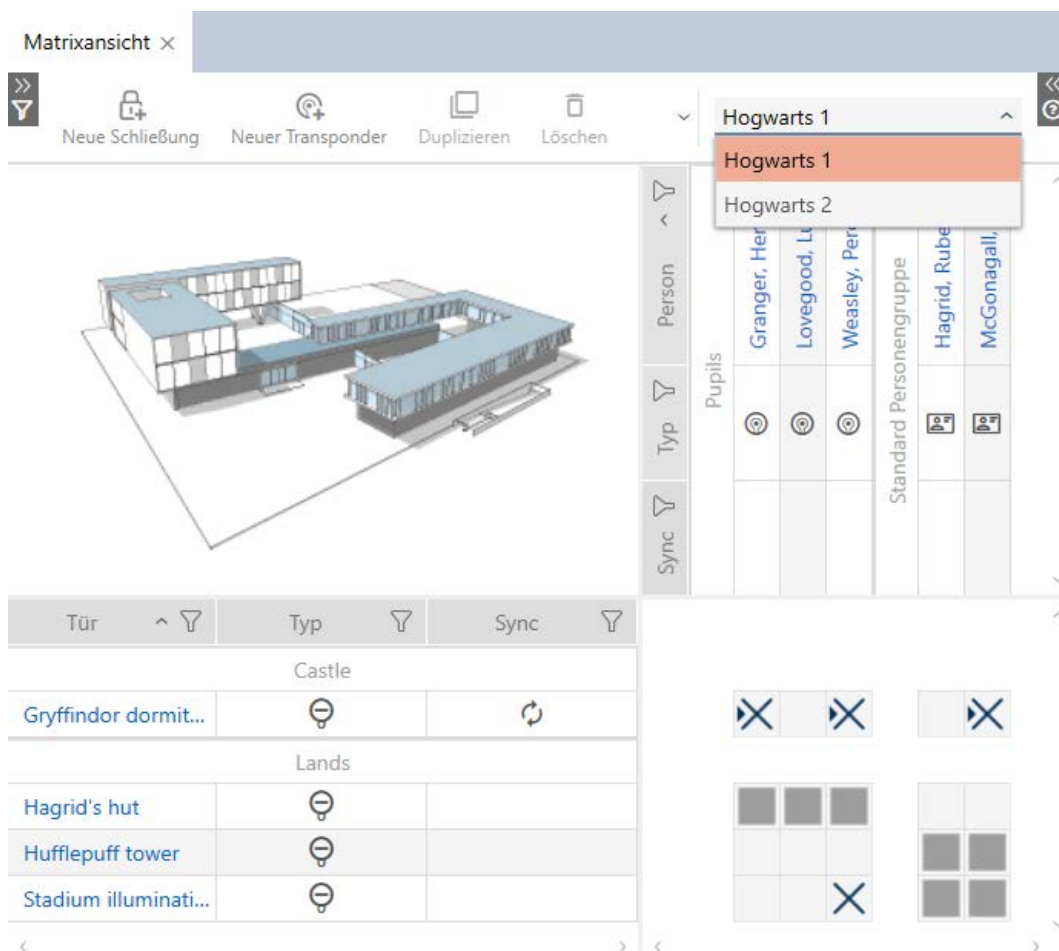 Matrixansicht
Neue Schließung
Neuer Transponder
Duplizieren
Löschen
Hogwarts 1
Hogwarts 1
Hogwarts 2
Person
Typ
Sync
Pupils
Granger, Her
Lovegood, Lu
Weasley, Per
Standard Personengruppe
Hagrid, Rube
McGonagall,
Tür
Typ
Sync
Castle
Gryffindor dormit...
Lands
Hagrid's hut
Hufflepuff tower
Stadium illuminati...